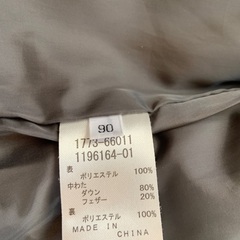 90
1773-66011
1196164-01
表
ポリエステル 100%
中わた
ダウン 80%
フェザー 20%
裏
ポリエステル 100%
MADE IN
CHINA